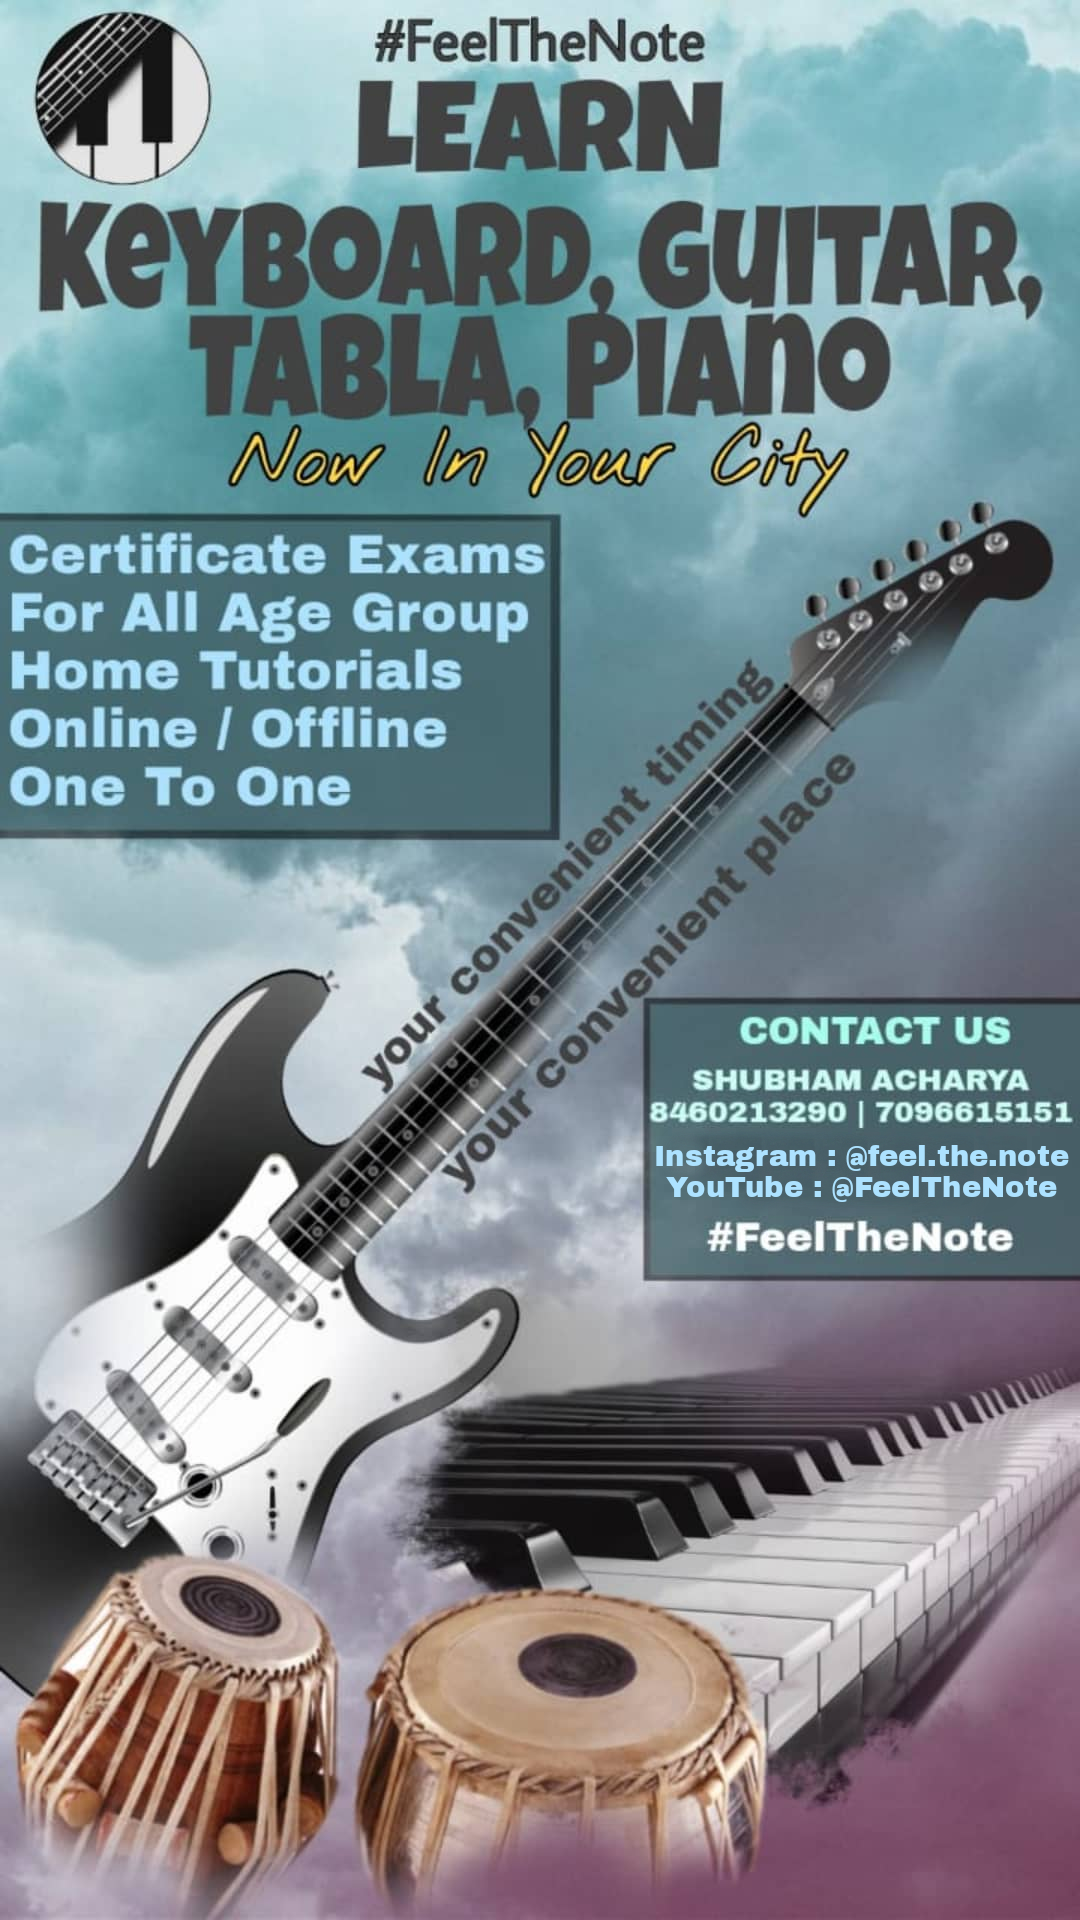 #FeelTheNote
LEARN
KEYBOARD, GUITAR,
TABLA, PIANO
Now In Your City
Certificate Exams
For All Age Group
Home Tutorials
Online / Offline
One To One
your convenient timing
your convenient place
CONTACT US
SHUBHAM ACHARYA
8460213290 | 7096615151
Instagram : @feel.the.note
YouTube : @FeelTheNote
#FeelTheNote